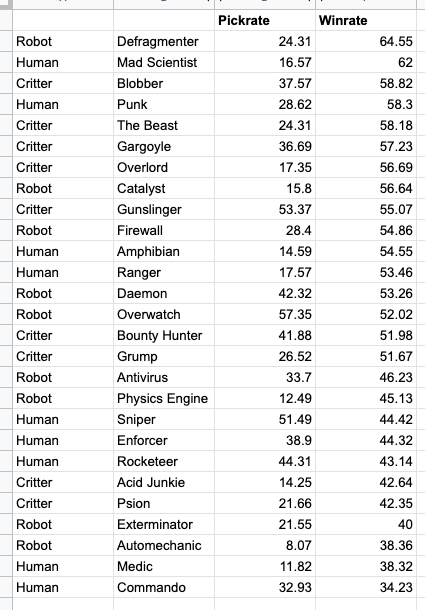 Pickrate Winrate
Robot Defragmenter 24.31 64.55
Human Mad Scientist 16.57 62
Critter Blobber 37.57 58.82
Human Punk 28.62 58.3
Critter The Beast 24.31 58.18
Critter Gargoyle 36.69 57.23
Critter Overlord 17.35 56.69
Robot Catalyst 15.8 56.64
Critter Gunslinger 53.37 55.07
Robot Firewall 28.4 54.86
Human Amphibian 14.59 54.55
Human Ranger 17.57 53.46
Robot Daemon 42.32 53.26
Robot Overwatch 57.35 52.02
Critter Bounty Hunter 41.88 51.98
Critter Grump 26.52 51.67
Robot Antivirus 33.7 46.23
Robot Physics Engine 12.49 45.13
Human Sniper 51.49 44.42
Human Enforcer 38.9 44.32
Human Rocketeer 44.31 43.14
Critter Acid Junkie 14.25 42.64
Critter Psion 21.66 42.35
Robot Exterminator 21.55 40
Robot Automechanic 8.07 38.36
Human Medic 11.82 38.32
Human Commando 32.93 34.23